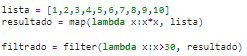 lista = [1,2,3,4,5,6,7,8,9,10]
resultado = map(lambda x:x*x, lista)
filtrado = filter(lambda x:x>30, resultado)